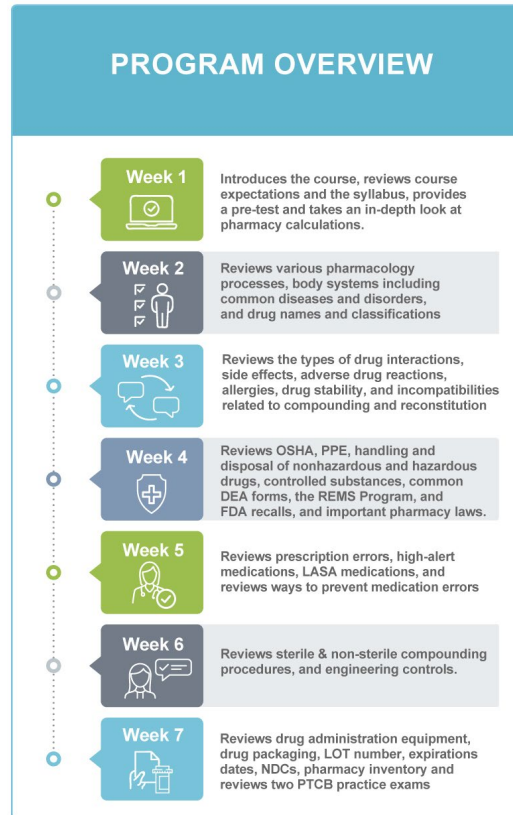 PROGRAM OVERVIEW
Week 1
Introduces the course, reviews course
expectations and the syllabus, provides
a pre-test and takes an in-depth look at
pharmacy calculations.
Week 2
Reviews various pharmacology
processes, body systems including
common diseases and disorders,
and drug names and classifications
Week 3
Reviews the types of drug interactions,
side effects, adverse drug reactions,
allergies, drug stability, and incompatibilities
related to compounding and reconstitution
Week 4
Reviews OSHA, PPE, handling and
disposal of nonhazardous and hazardous
drugs, controlled substances, common
DEA forms, the REMS Program, and
FDA recalls, and important pharmacy laws.
Week 5
Reviews prescription errors, high-alert
medications, LASA medications, and
reviews ways to prevent medication errors
Week 6
Reviews sterile & non-sterile compounding
procedures, and engineering controls.
Week 7
Reviews drug administration equipment,
drug packaging, LOT number, expirations
dates, NDCs, pharmacy inventory and
reviews two PTCB practice exams